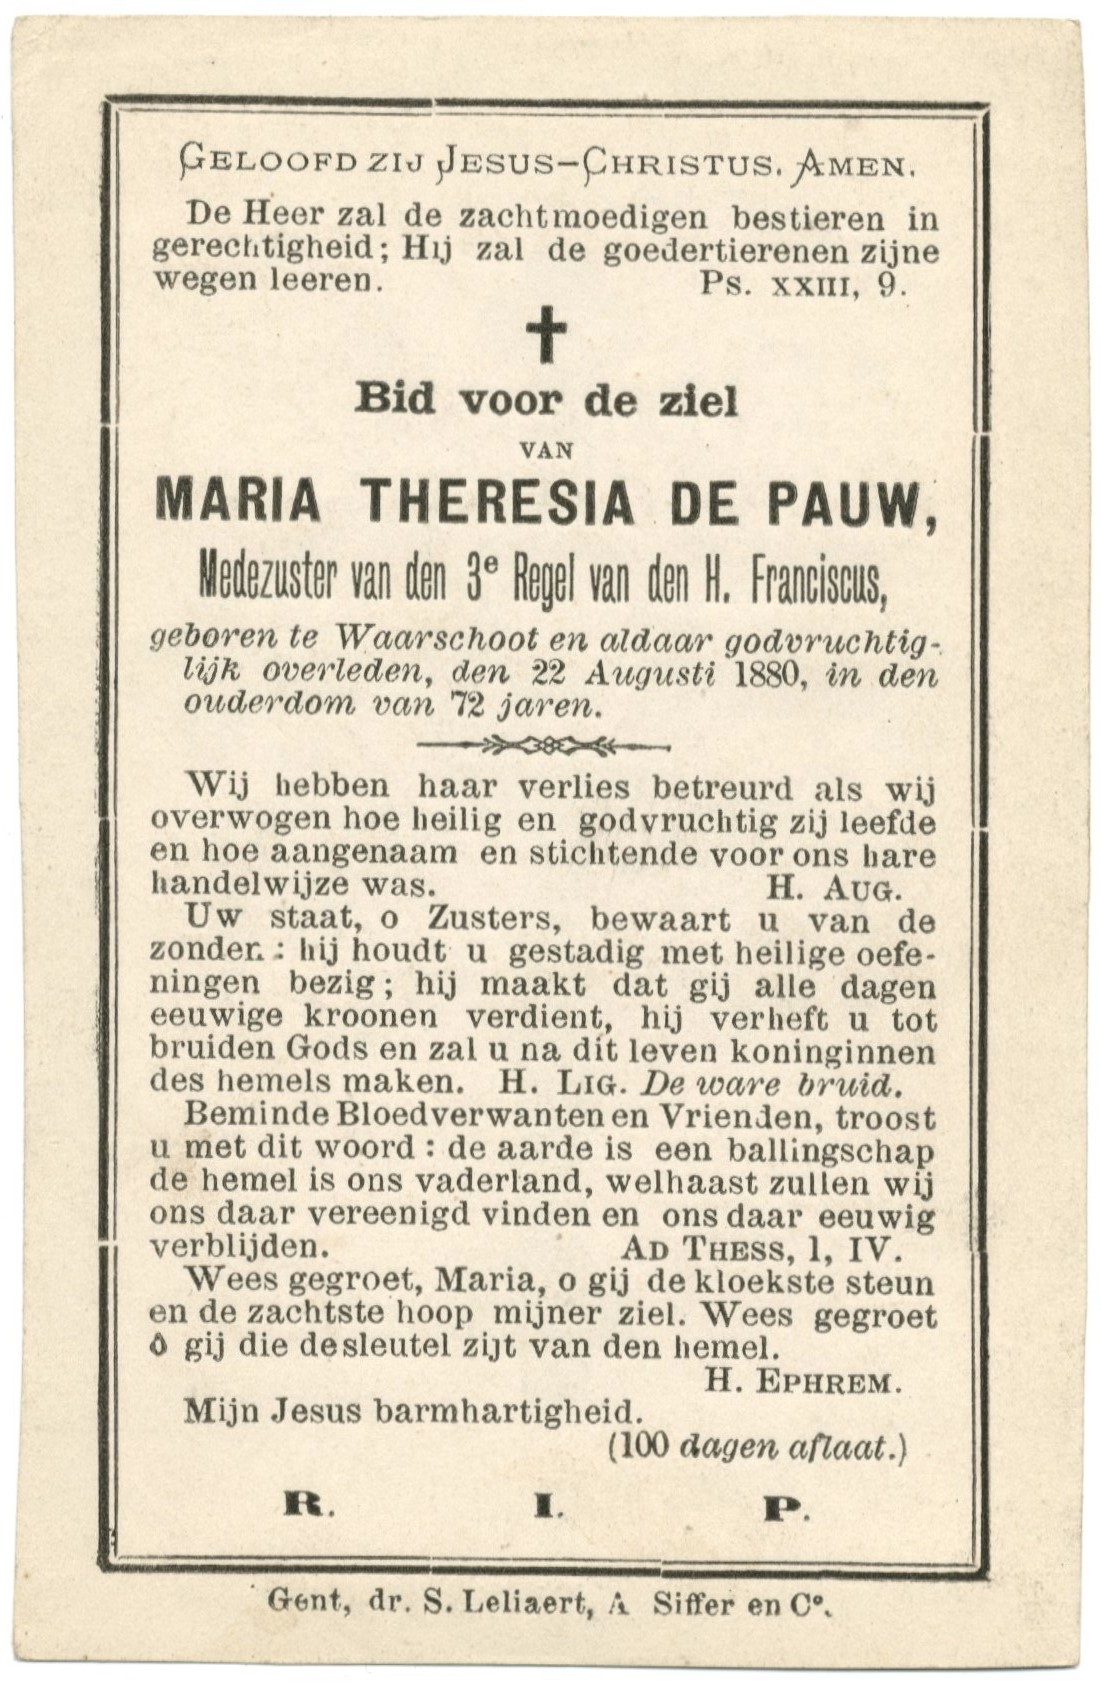 GELOOFD ZIJ JESUS-CHRISTUS. AMEN.
De Heer zal de zachtmoedigen bestieren in
gerechtigheid; Hij zal de goedertierenen zijne
wegen leeren. Ps. XXIII, 9.
Bid voor de ziel
VAN
MARIA THERESIA DE PAUW,
Medezuster van den 3e Regel van den H. Franciscus,
geboren te Waarschoot en aldaar godvruchtig-
lijk overleden, den 22 Augusti 1880, in den
ouderdom van 72 jaren.
Wij hebben haar verlies betreurd als wij
overwogen hoe heilig en godvruchtig zij leefde
en hoe aangenaam en stichtende voor ons hare
handelwijze was. H. AUG.
Uw staat, o Zusters, bewaart u van de
zonden : hij houdt u gestadig met heilige oefe-
ningen bezig; hij maakt dat gij alle dagen
eeuwige kroonen verdient, hij verheft u tot
bruiden Gods en zal u na dit leven koninginnen
des hemels maken. H. LIG. De ware bruid.
Beminde Bloedverwanten en Vrienden, troost
u met dit woord : de aarde is een ballingschap
de hemel is ons vaderland, welhaast zullen wij
ons daar vereenigd vinden en ons daar eeuwig
verblijden. AD THESS, 1, IV.
Wees gegroet, Maria, o gij de kloekste steun
en de zachtste hoop mijner ziel. Wees gegroet
ô gij die de sleutel zijt van den hemel.
H. EPHREM.
Mijn Jesus barmhartigheid.
(100 dagen aflaat.)
R. I. P.
Gent, dr. S. Leliaert, A Siffer en Co.